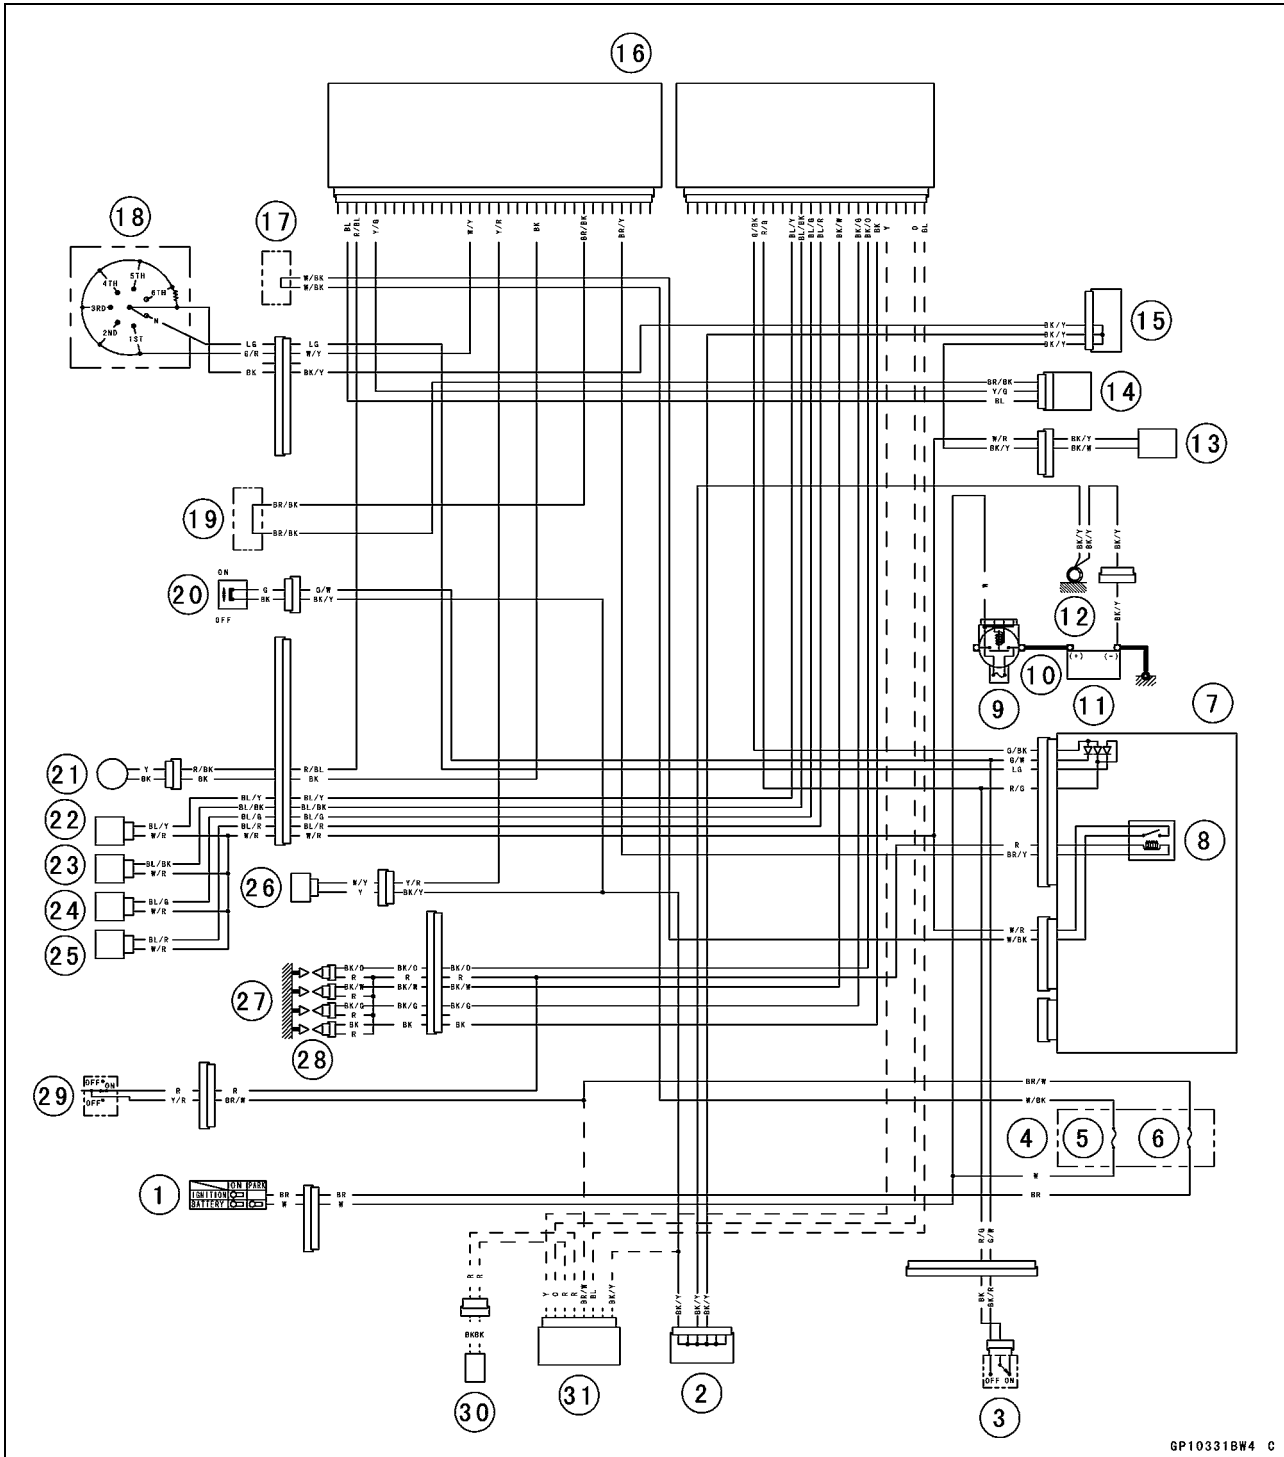 16
BL
R/BL
Y/G
W/Y
Y/R
BK
BR/BK
BR/Y
G/BK
R/G
BL/Y
BL/BK
BL/G
BL/R
BK/W
BK/G
BK/O
BK
Y
O
BL
18
17
5TH
4TH
6TH
3RD
N
2ND
1ST
W/BK
W/BK
LG LG
G/R W/Y
BK BK/Y
BK/Y
BK/Y
BK/Y
15
BR/BK
Y/G
BL
14
W/R BK/Y
BK/Y BK/W
13
19
BR/BK
BR/BK
BK/Y
BK/Y
BK/Y
BK/Y
12
W
20
ON
OFF
G G/W
BK BK/Y
(+) (-)
9
10
11
7
21
Y R/BK R/BL
BK BK BK
G/BK
G/W
LG
R/G
22
BL/Y
W/R
BL/Y BL/Y
BL/BK BL/BK
BL/G BL/G
BL/R BL/R
W/R W/R
23
BL/BK
W/R
R
BR/Y
8
24
BL/G
W/R
26
W/Y Y/R
Y BK/Y
25
BL/R
W/R
W/R
W/BK
27
BK/O BK/O BK/O
R R R
BK/W BK/W BK/W
R
BK/G BK/G BK/G
R
BK BK BK
R
28
29
OFF ON
OFF
R R
Y/R BR/W
BR/W
W/BK
4
5
6
W
BR
1
ON PARK
IGNITION
BATTERY
BR BR
W W
R/G
G/W
R
R
Y
O
R
R
BR/W
BL
BK/Y
BK/Y
BK/Y
BK/Y
BK
BK/R
BK BK
OFF ON
30
31
2
3
GP10331BW4 C